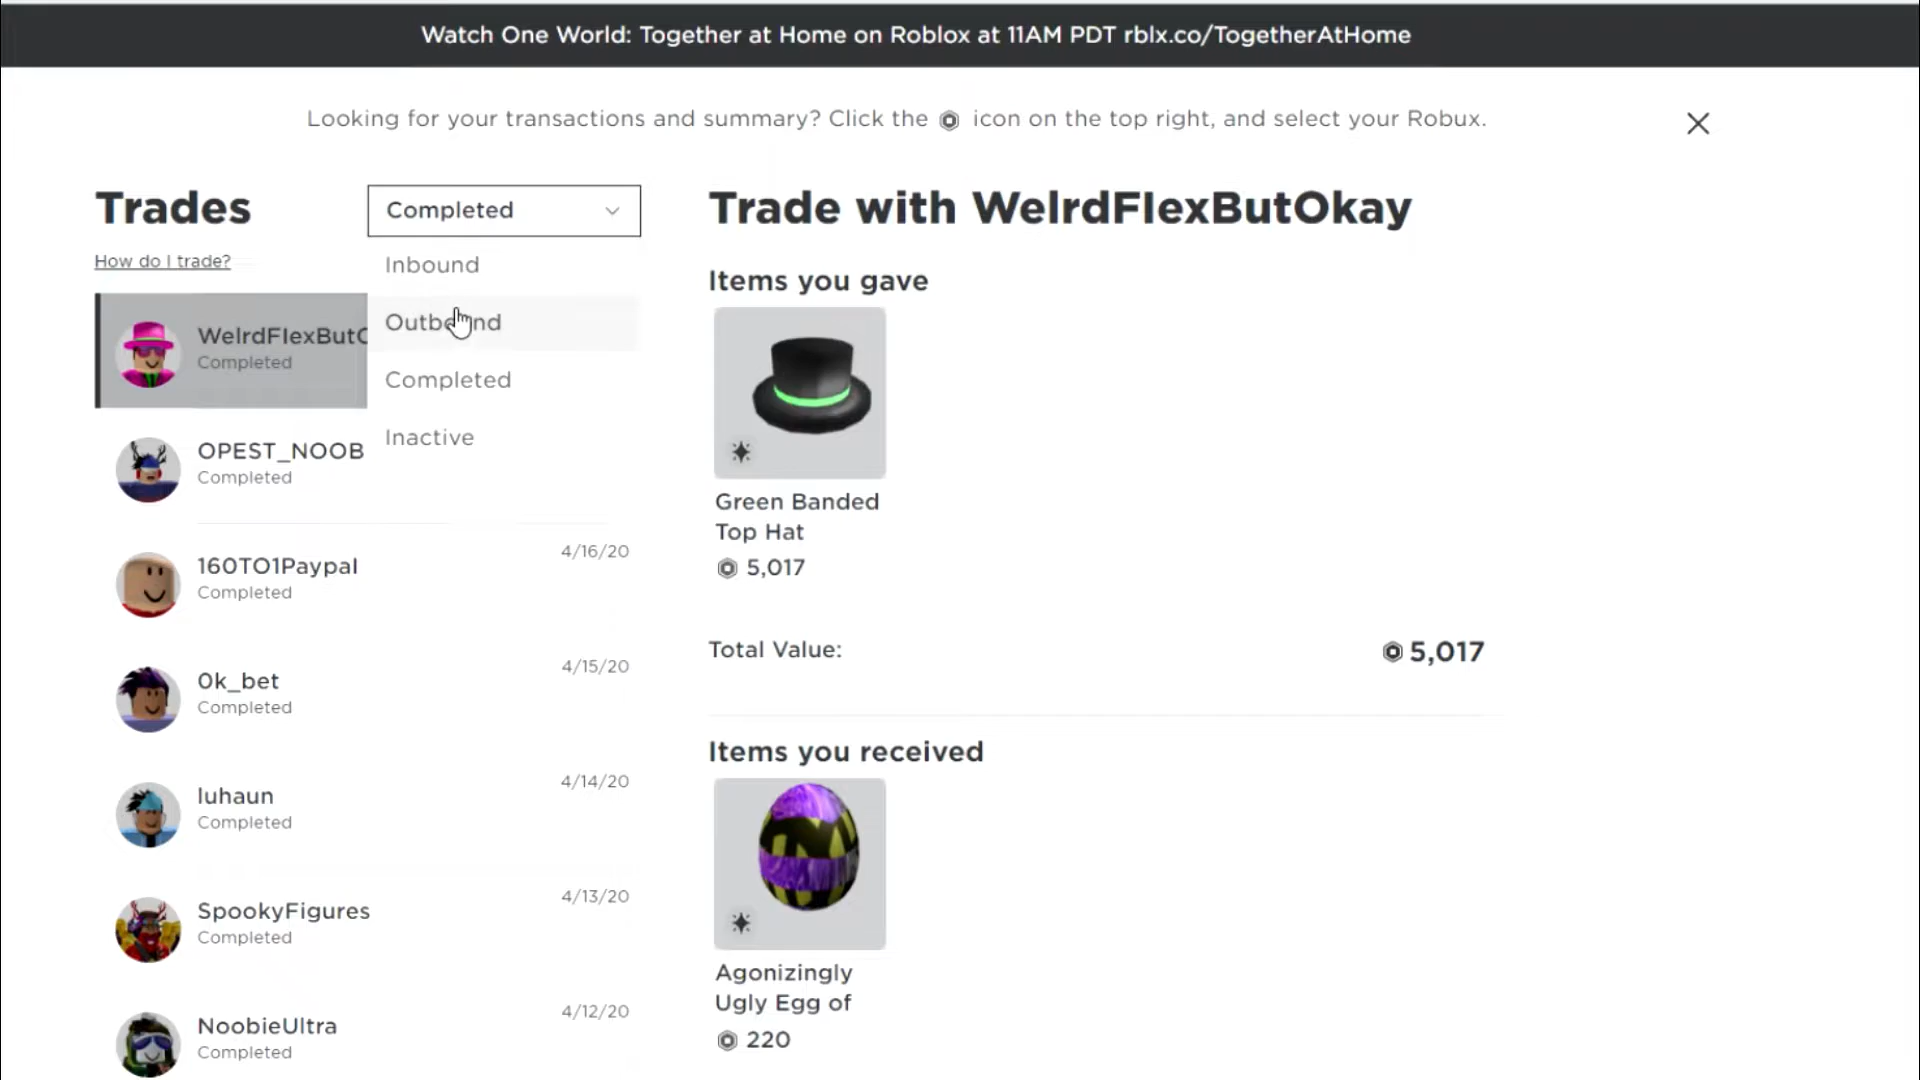 Watch One World: Together at Home on Roblox at 11AM PDT rblx.co/TogetherAtHome
Looking for your transactions and summary? Click the icon on the top right, and select your Robux.
Trades
Completed
How do I trade?
Inbound
Outbound
Completed
Inactive
WelrdFlexButO
Completed
OPEST_NOOB
Completed
160TO1Paypal
Completed
4/16/20
0k_bet
Completed
4/15/20
luhaun
Completed
4/14/20
SpookyFigures
Completed
4/13/20
NoobieUltra
Completed
4/12/20
Trade with WelrdFlexButOkay
Items you gave
Green Banded
Top Hat
5,017
Total Value:
5,017
Items you received
Agonizingly
Ugly Egg of
220